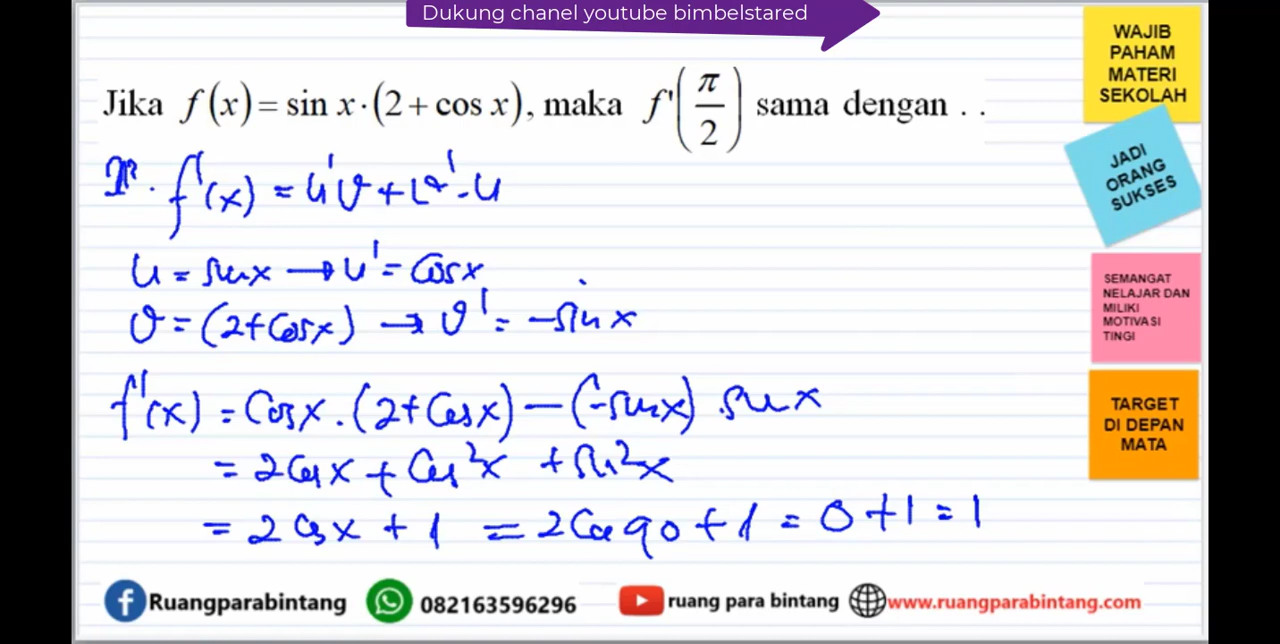 Dukung chanel youtube bimbelstared
WAJIB
PAHAM
MATERI
SEKOLAH
Jika f(x) = sin x · (2 + cos x), maka f'(π/2) sama dengan . .
JADI
ORANG
SUKSES
f'(x) = u'v + v'·u
u = sin x → u' = cos x
v = (2+cos x) → v' = -sin x
SEMANGAT
NELAJAR DAN
MILIKI
MOTIVASI
TINGI
f'(x) = cos x . (2+cos x) - (-sin x) . sin x
= 2 cos x + cos²x + sin²x
= 2 cos x + 1 = 2 cos 90 + 1 = 0 + 1 = 1
TARGET
DI DEPAN
MATA
Ruangparabintang
082163596296
ruang para bintang
www.ruangparabintang.com